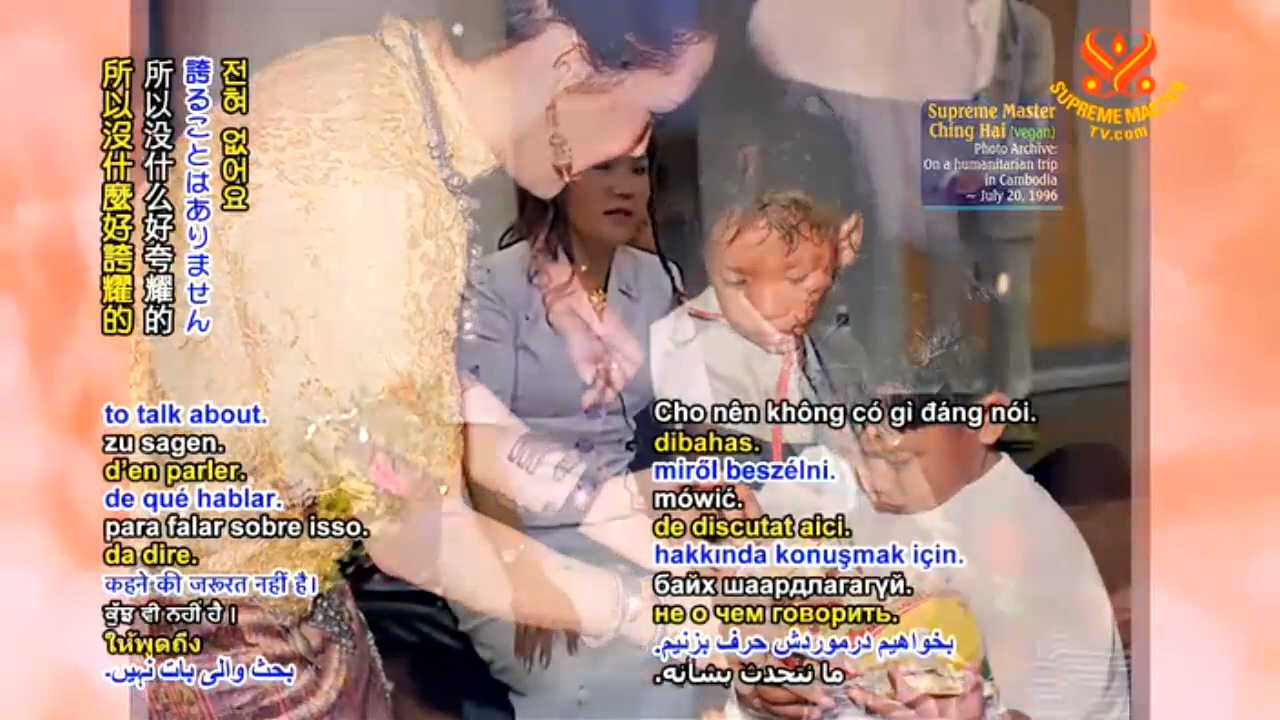 전혀 없어요
誇ることはありません
所以没什么好夸耀的
所以沒什麼好誇耀的
SUPREME MASTER
TV.com
Supreme Master
Ching Hai (vegan)
Photo Archive:
On a humanitarian trip
in Cambodia
~ July 20, 1996
to talk about.
zu sagen.
d'en parler.
de qué hablar.
para falar sobre isso.
da dire.
कहने की जरूरत नहीं है।
ਕੁੱਝ ਵੀ ਨਹੀਂ ਹੈ।
ให้พูดถึง
بحث والی بات نہیں۔
Cho nên không có gì đáng nói.
dibahas.
miről beszélni.
mówić.
de discutat aici.
hakkında konuşmak için.
байх шаардлагагүй.
не о чем говорить.
بخواهیم درموردش حرف بزنیم.
ما نتحدث بشأنه.